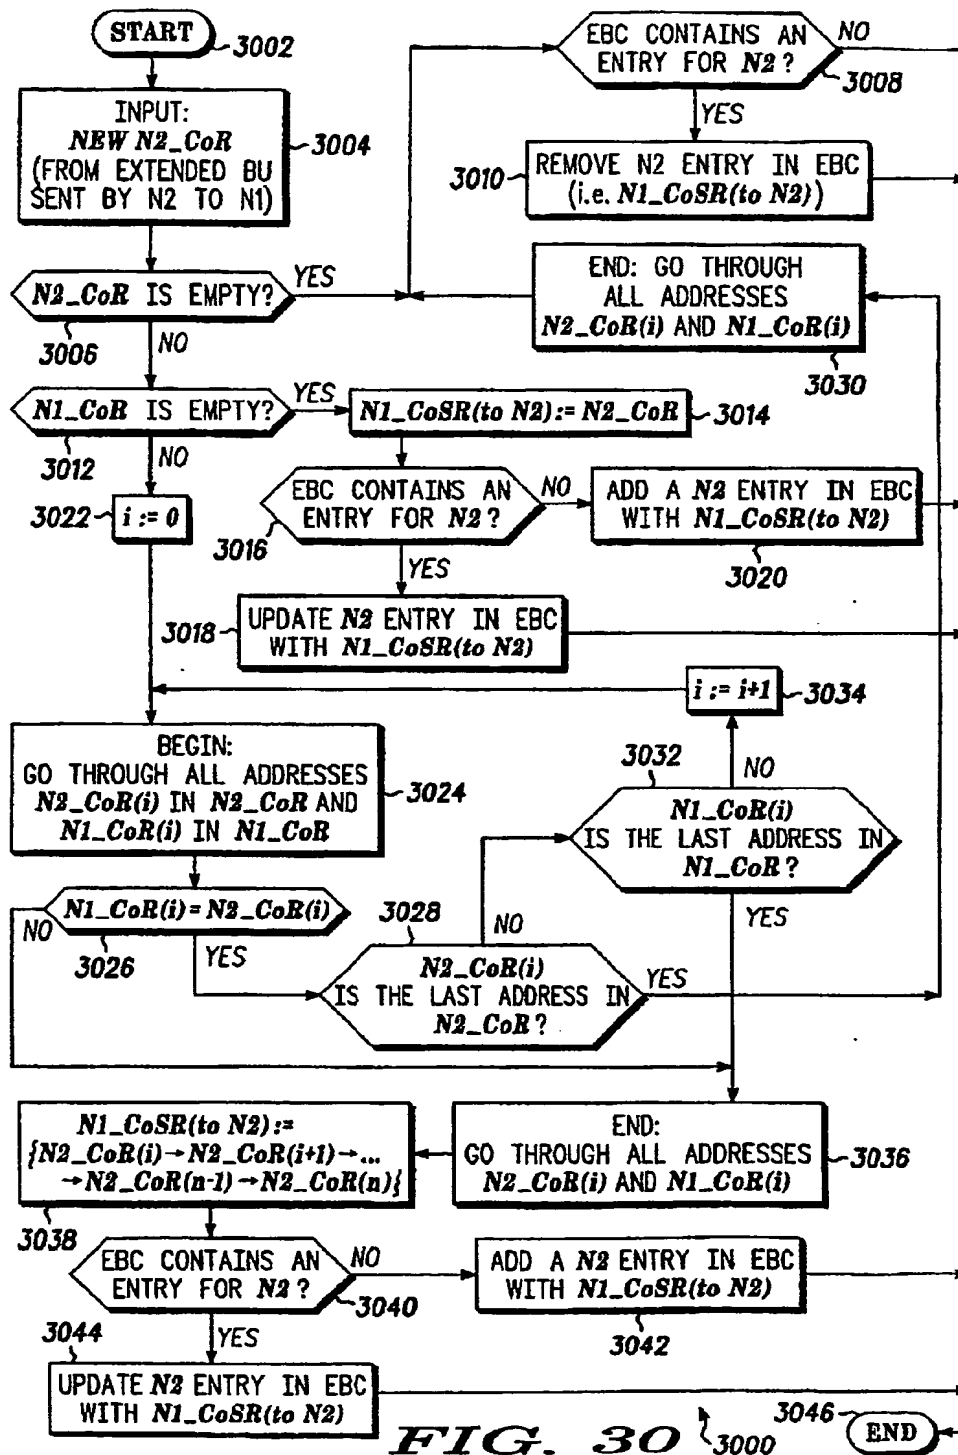 START
3002
INPUT:
NEW N2_CoR
(FROM EXTENDED BU
SENT BY N2 TO N1)
3004
EBC CONTAINS AN
ENTRY FOR N2 ?
NO
3008
YES
3010
REMOVE N2 ENTRY IN EBC
(i.e. N1_CoSR(to N2))
N2_CoR IS EMPTY?
YES
3006
NO
END: GO THROUGH
ALL ADDRESSES
N2_CoR(i) AND N1_CoR(i)
3030
N1_CoR IS EMPTY?
YES
3012
NO
N1_CoSR(to N2) := N2_CoR
3014
3022
i := 0
EBC CONTAINS AN
ENTRY FOR N2 ?
NO
3016
YES
ADD A N2 ENTRY IN EBC
WITH N1_CoSR(to N2)
3020
3018
UPDATE N2 ENTRY IN EBC
WITH N1_CoSR(to N2)
i := i+1
3034
BEGIN:
GO THROUGH ALL ADDRESSES
N2_CoR(i) IN N2_CoR AND
N1_CoR(i) IN N1_CoR
3024
3032
NO
N1_CoR(i)
IS THE LAST ADDRESS IN
N1_CoR ?
YES
N1_CoR(i) = N2_CoR(i)
NO
3026
YES
3028
NO
N2_CoR(i)
IS THE LAST ADDRESS IN
N2_CoR ?
YES
N1_CoSR(to N2) :=
{N2_CoR(i)→N2_CoR(i+1)→...
→N2_CoR(n-1)→N2_CoR(n){
3038
END:
GO THROUGH ALL ADDRESSES
N2_CoR(i) AND N1_CoR(i)
3036
EBC CONTAINS AN
ENTRY FOR N2 ?
NO
3040
YES
ADD A N2 ENTRY IN EBC
WITH N1_CoSR(to N2)
3042
3044
UPDATE N2 ENTRY IN EBC
WITH N1_CoSR(to N2)
3046
END
FIG. 30
3000